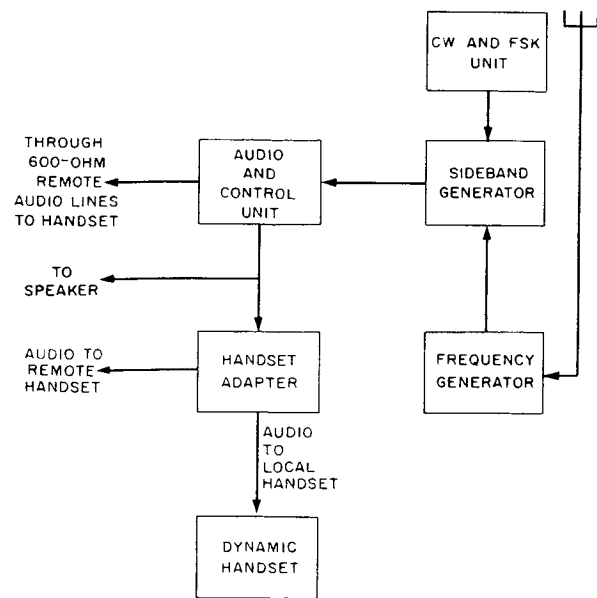 CW AND FSK
UNIT
THROUGH
600-OHM
REMOTE
AUDIO LINES
TO HANDSET
AUDIO
AND
CONTROL
UNIT
SIDEBAND
GENERATOR
TO
SPEAKER
AUDIO TO
REMOTE
HANDSET
HANDSET
ADAPTER
FREQUENCY
GENERATOR
AUDIO
TO
LOCAL
HANDSET
DYNAMIC
HANDSET